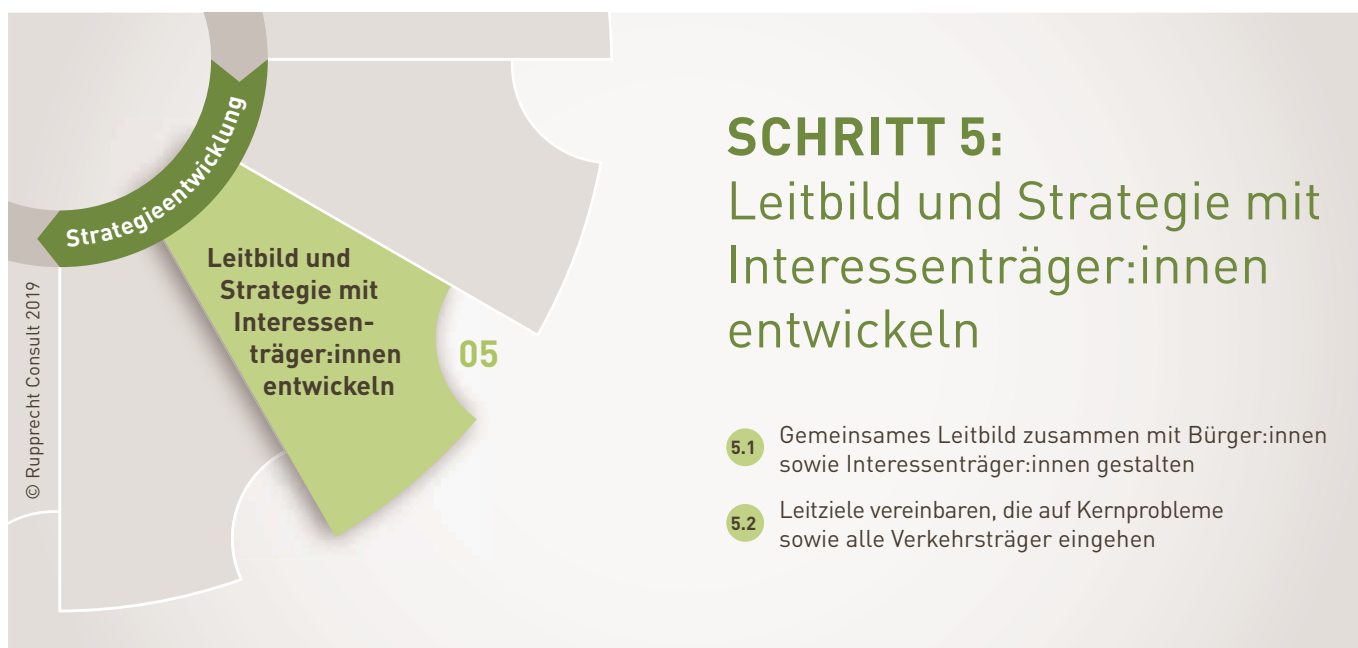 © Rupprecht Consult 2019
Strategieentwicklung
Leitbild und
Strategie mit
Interessen-
träger:innen
entwickeln
05
SCHRITT 5:
Leitbild und Strategie mit
Interessenträger:innen
entwickeln
5.1 Gemeinsames Leitbild zusammen mit Bürger:innen
sowie Interessenträger:innen gestalten
5.2 Leitziele vereinbaren, die auf Kernprobleme
sowie alle Verkehrsträger eingehen